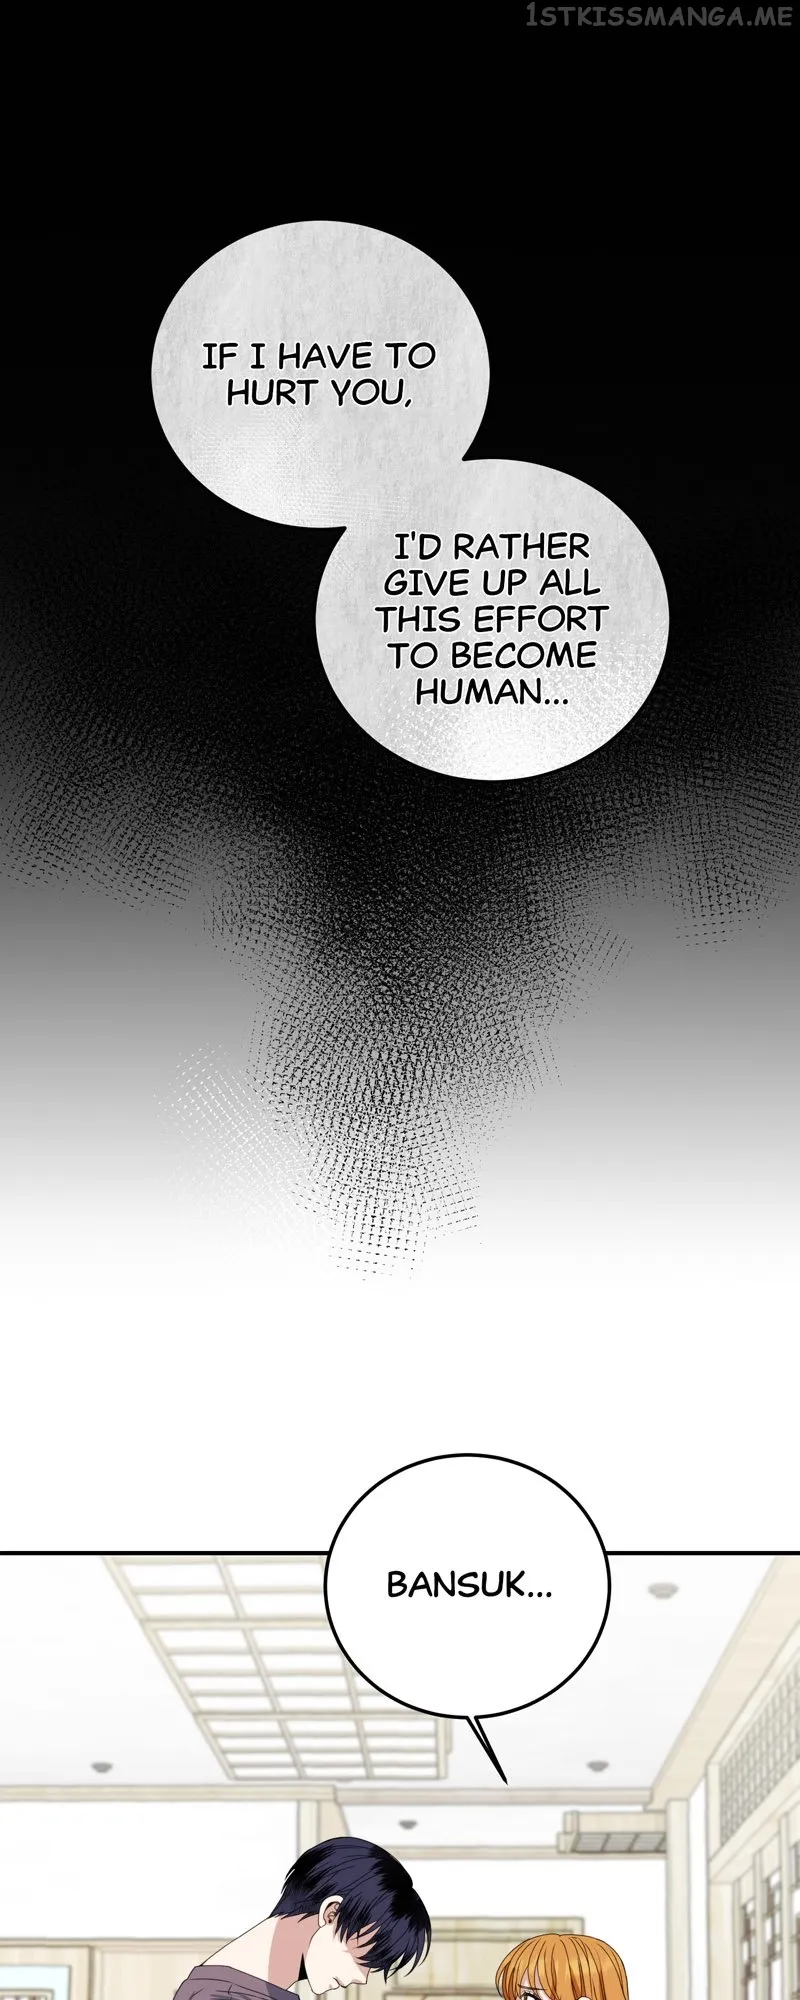 1STKISSMANGA.ME
IF I HAVE TO
HURT YOU,
I'D RATHER
GIVE UP ALL
THIS EFFORT
TO BECOME
HUMAN...
BANSUK...